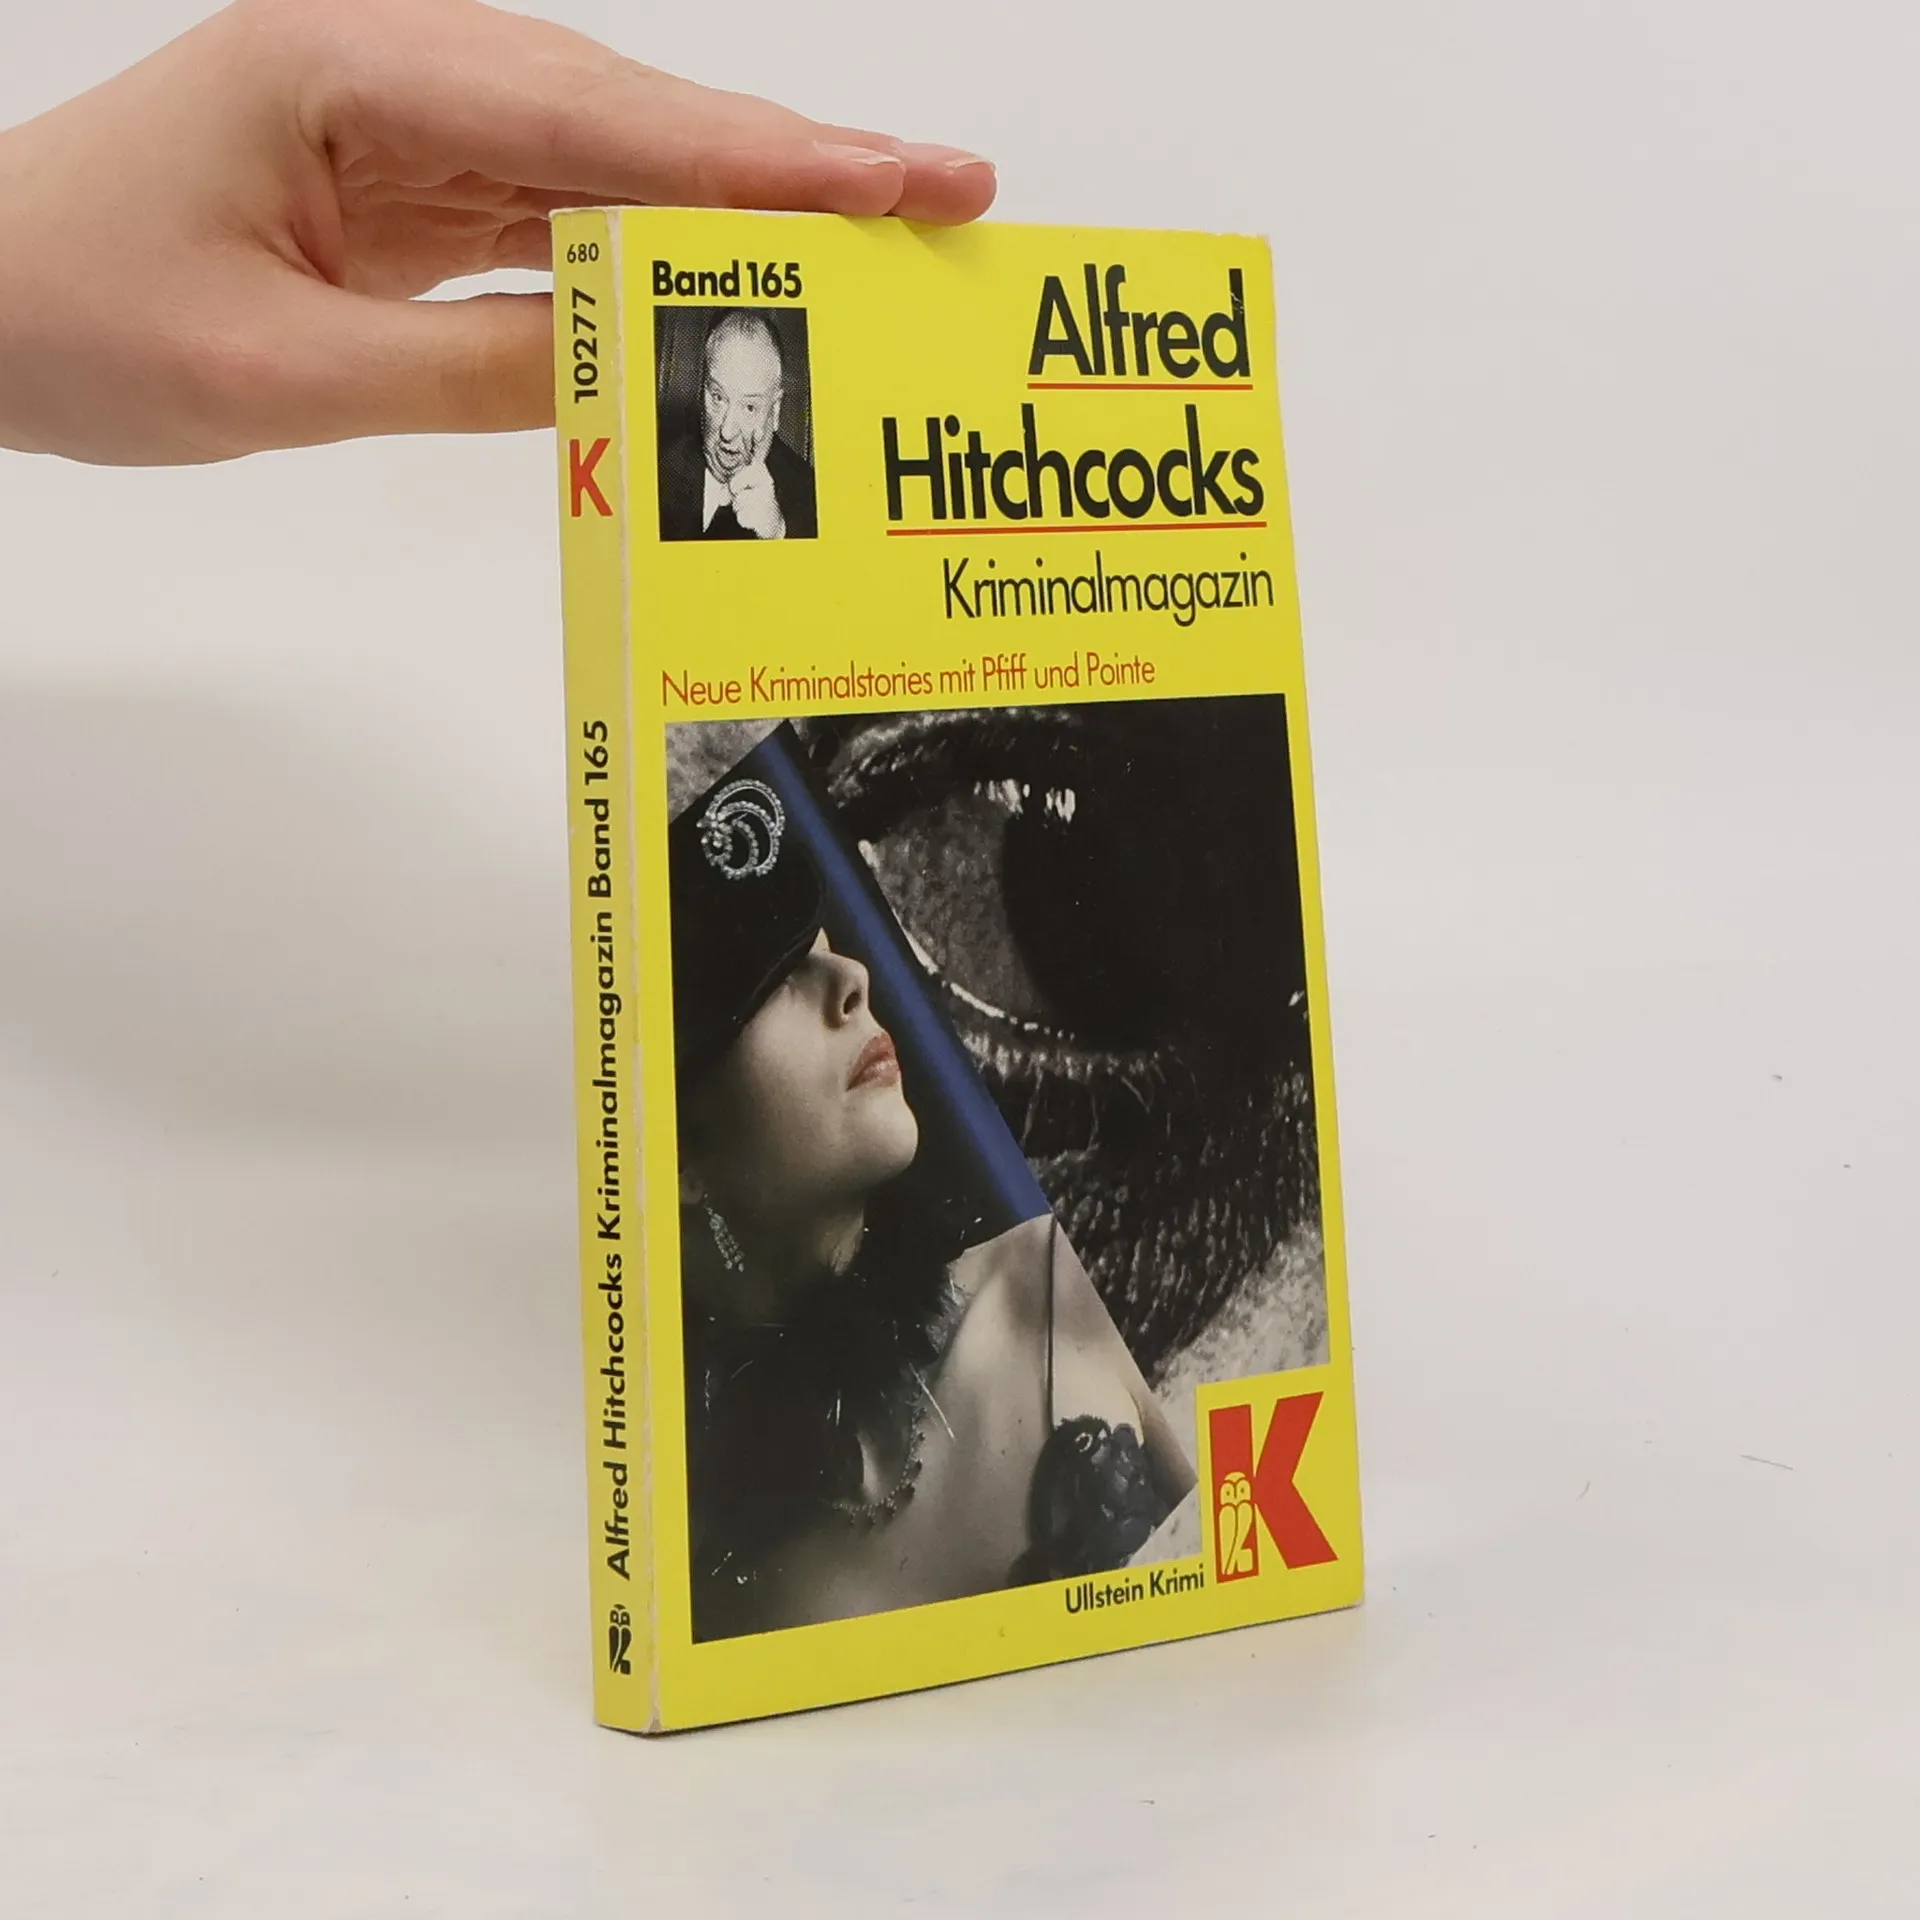 680
10277
K
Alfred Hitchcocks Kriminalmagazin Band 165
Band 165
Alfred
Hitchcocks
Kriminalmagazin
Neue Kriminalstories mit Pfiff und Pointe
Ullstein Krimi
K